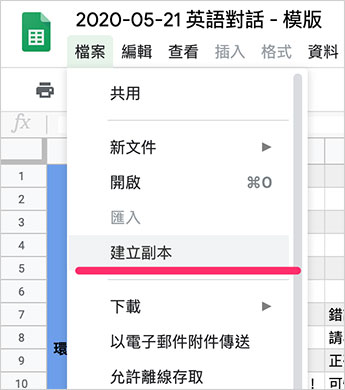 2020-05-21 英語對話 - 模版
檔案 編輯 查看 插入 格式 資料
fx
共用
新文件 ▶
開啟 ⌘O
匯入
建立副本
下載 ▶
以電子郵件附件傳送
允許離線存取
1
2
3
4
5
6
7 錯
8 請
9 環 正
10 可